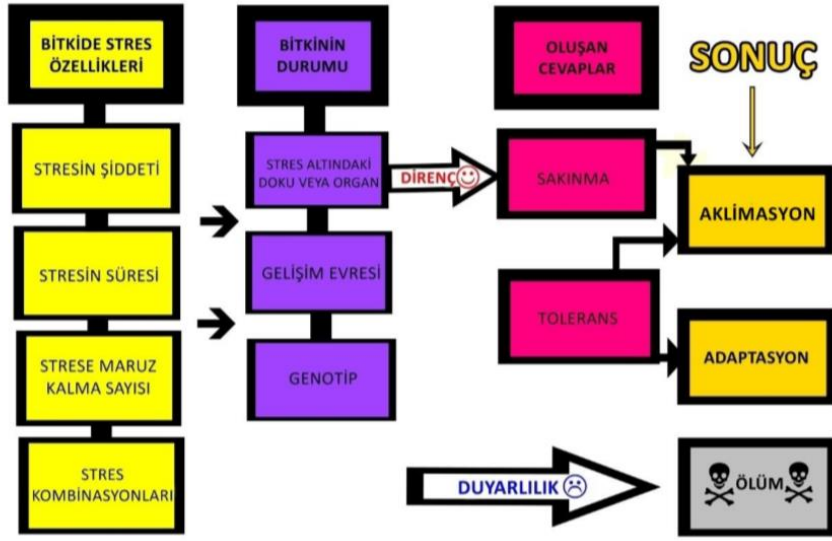 BİTKİDE STRES
ÖZELLİKLERİ
STRESİN ŞİDDETİ
STRESİN SÜRESİ
STRESE MARUZ
KALMA SAYISI
STRES
KOMBİNASYONLARI
BİTKİNİN
DURUMU
STRES ALTINDAKİ
DOKU VEYA ORGAN
GELİŞİM EVRESİ
GENOTİP
DİRENÇ
OLUŞAN
CEVAPLAR
SAKINMA
TOLERANS
DUYARLILIK
SONUÇ
AKLİMASYON
ADAPTASYON
ÖLÜM